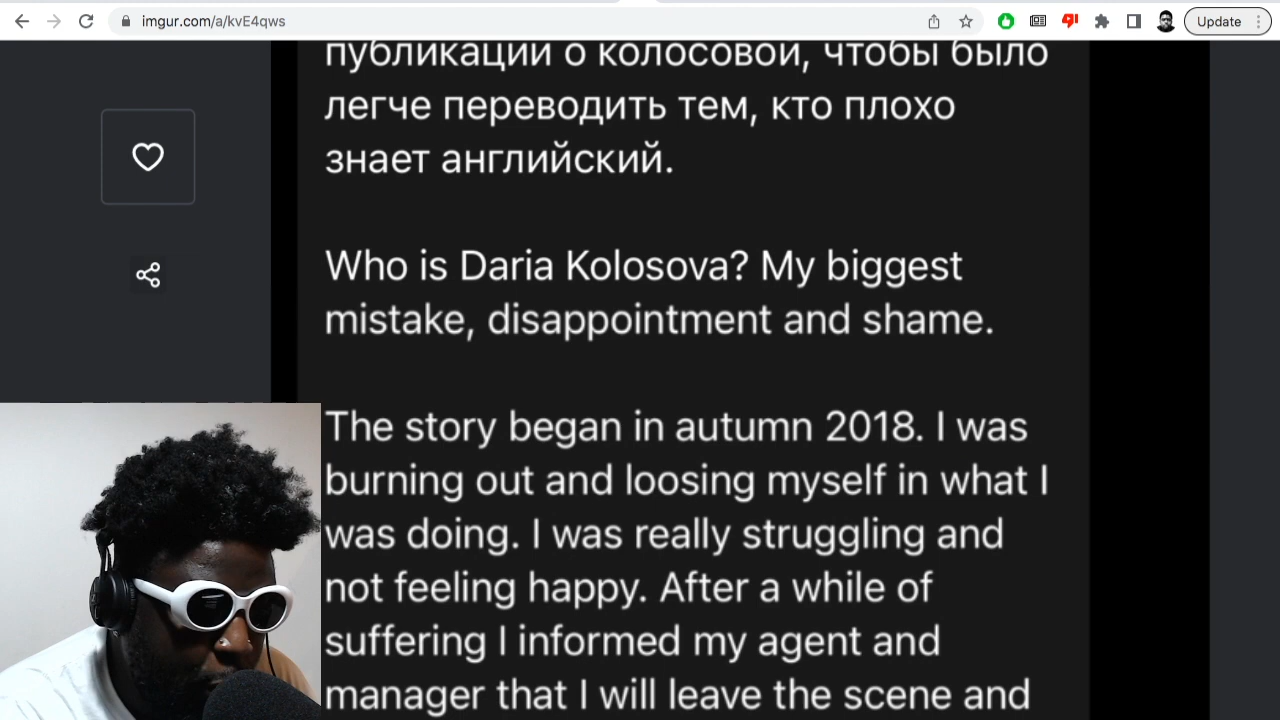 imgur.com/a/kvE4qws
Update
публикации о колосовой, чтобы было
легче переводить тем, кто плохо
знает английский.
Who is Daria Kolosova? My biggest
mistake, disappointment and shame.
The story began in autumn 2018. I was
burning out and loosing myself in what I
was doing. I was really struggling and
not feeling happy. After a while of
suffering I informed my agent and
manager that I will leave the scene and